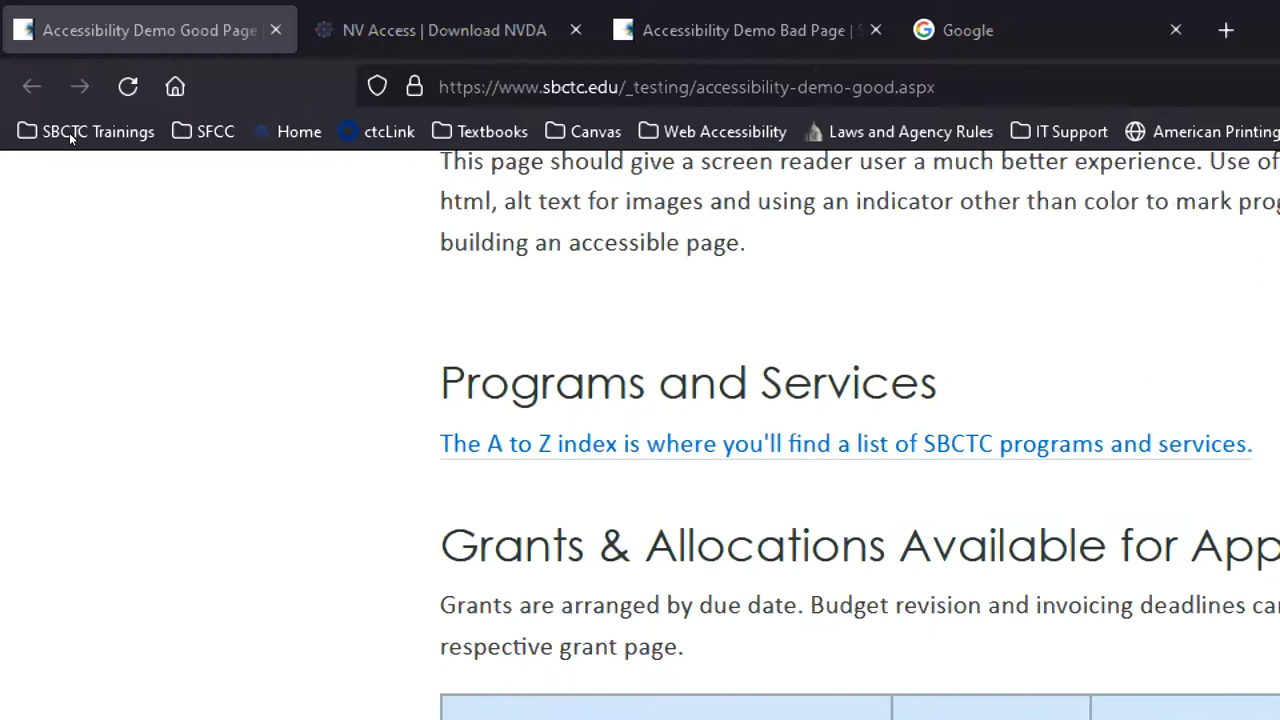 Accessibility Demo Good Page
NV Access | Download NVDA
Accessibility Demo Bad Page |
Google
https://www.sbctc.edu/_testing/accessibility-demo-good.aspx
SBCTC Trainings
SFCC
Home
ctcLink
Textbooks
Canvas
Web Accessibility
Laws and Agency Rules
IT Support
American Printing
This page should give a screen reader user a much better experience. Use of
html, alt text for images and using an indicator other than color to mark prog
building an accessible page.
Programs and Services
The A to Z index is where you'll find a list of SBCTC programs and services.
Grants & Allocations Available for App
Grants are arranged by due date. Budget revision and invoicing deadlines ca
respective grant page.